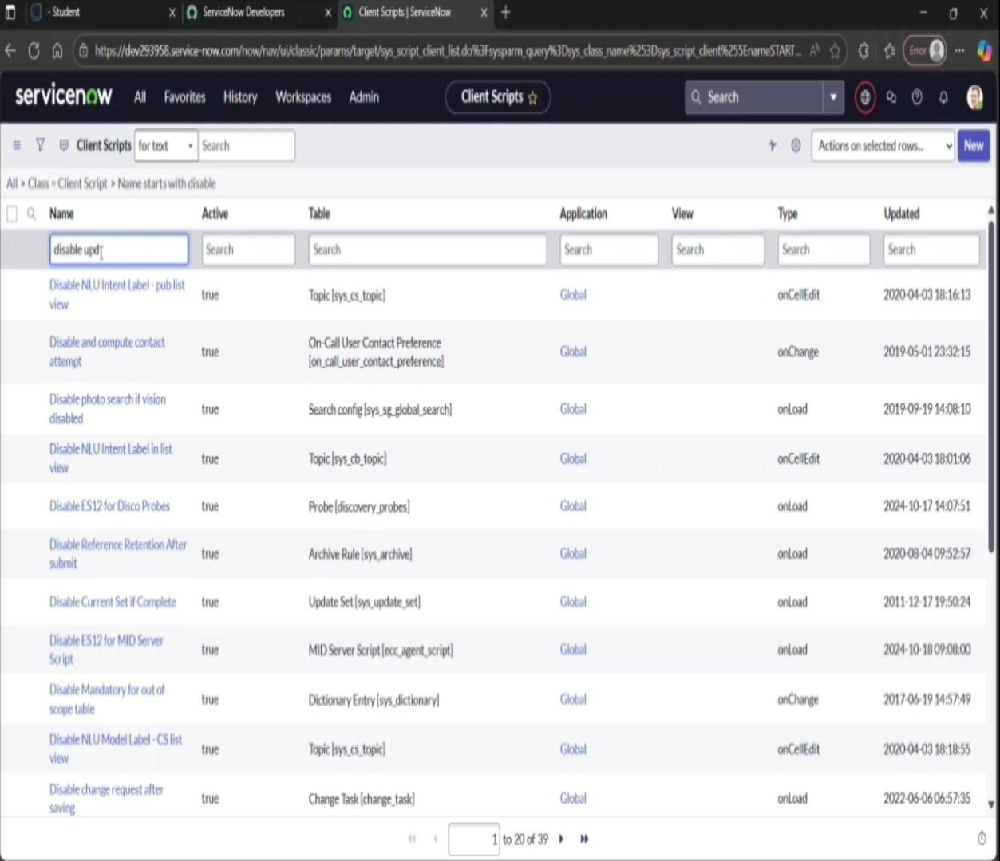 - Student
ServiceNow Developers
Client Scripts | ServiceNow
https://dev293958.service-now.com/now/nav/ui/classic/params/target/sys_script_client_list.do%3Fsysparm_query%3Dsys_class_name%253Dsys_script_client%255EnameSTART...
Error
servicenow
All
Favorites
History
Workspaces
Admin
Client Scripts
Search
Client Scripts
for text
Search
Actions on selected rows...
New
All > Class = Client Script > Name starts with disable
Name Active Table Application View Type Updated
disable upd Search Search Search Search Search Search
Disable NLU Intent Label - pub list
view
true Topic [sys_cs_topic] Global onCellEdit 2020-04-03 18:16:13
Disable and compute contact
attempt
true
On-Call User Contact Preference
[on_call_user_contact_preference]
Global onChange 2019-05-01 23:32:15
Disable photo search if vision
disabled
true Search config [sys_sg_global_search] Global onLoad 2019-09-19 14:08:10
Disable NLU Intent Label in list
view
true Topic [sys_cb_topic] Global onCellEdit 2020-04-03 18:01:06
Disable ES12 for Disco Probes true Probe [discovery_probes] Global onLoad 2024-10-17 14:07:51
Disable Reference Retention After
submit
true Archive Rule [sys_archive] Global onLoad 2020-08-04 09:52:57
Disable Current Set if Complete true Update Set [sys_update_set] Global onLoad 2011-12-17 19:50:24
Disable ES12 for MID Server
Script
true MID Server Script [ecc_agent_script] Global onLoad 2024-10-18 09:08:00
Disable Mandatory for out of
scope table
true Dictionary Entry [sys_dictionary] Global onChange 2017-06-19 14:57:49
Disable NLU Model Label - CS list
view
true Topic [sys_cs_topic] Global onCellEdit 2020-04-03 18:18:55
Disable change request after
saving
true Change Task [change_task] Global onLoad 2022-06-06 06:57:35
1 to 20 of 39